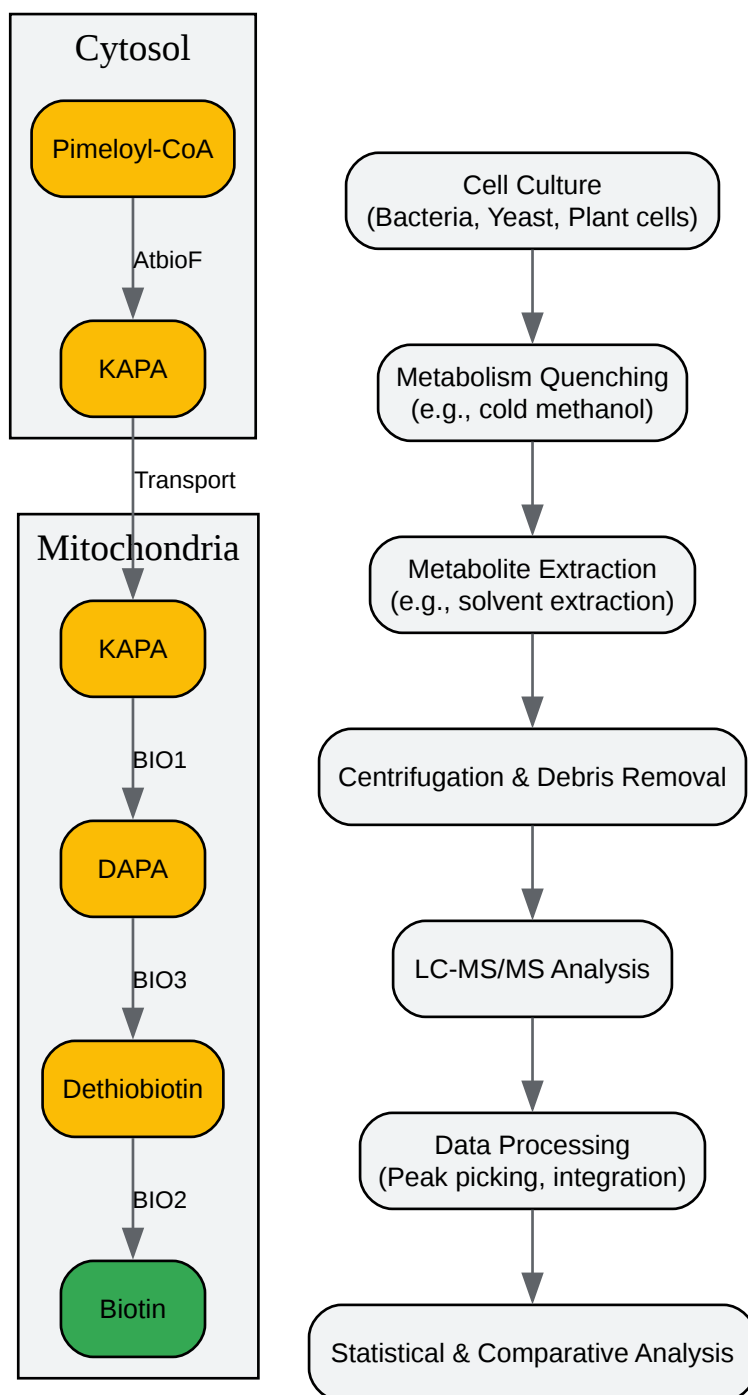 Cytosol
Pimeloyl-CoA
AtbioF
KAPA
Transport
Mitochondria
KAPA
BIO1
DAPA
BIO3
Dethiobiotin
BIO2
Biotin
Cell Culture
(Bacteria, Yeast, Plant cells)
Metabolism Quenching
(e.g., cold methanol)
Metabolite Extraction
(e.g., solvent extraction)
Centrifugation & Debris Removal
LC-MS/MS Analysis
Data Processing
(Peak picking, integration)
Statistical & Comparative Analysis